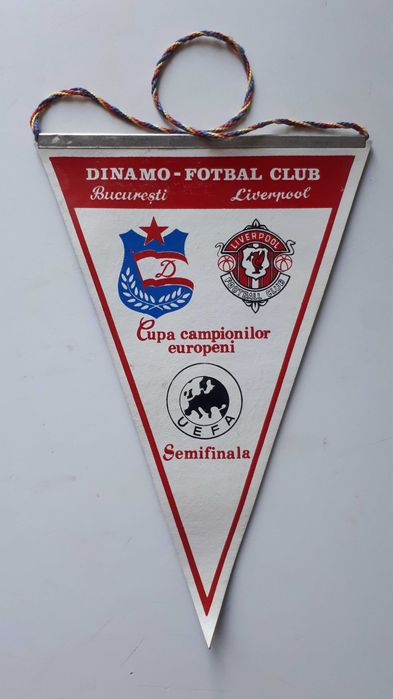 DINAMO - FOTBAL CLUB
București Liverpool
D
LIVERPOOL
FOOTBALL CLUB
Cupa campionilor
europeni
UEFA
Semifinala